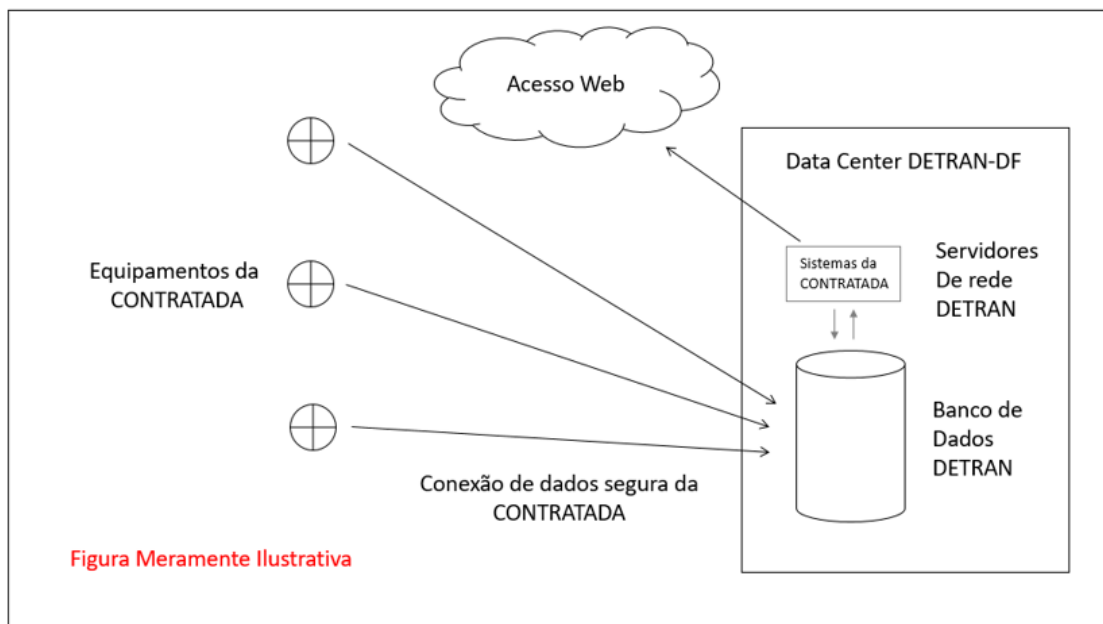 Acesso Web
Data Center DETRAN-DF
Sistemas da
CONTRATADA
Servidores
De rede
DETRAN
Equipamentos da
CONTRATADA
Banco de
Dados
DETRAN
Conexão de dados segura da
CONTRATADA
Figura Meramente Ilustrativa